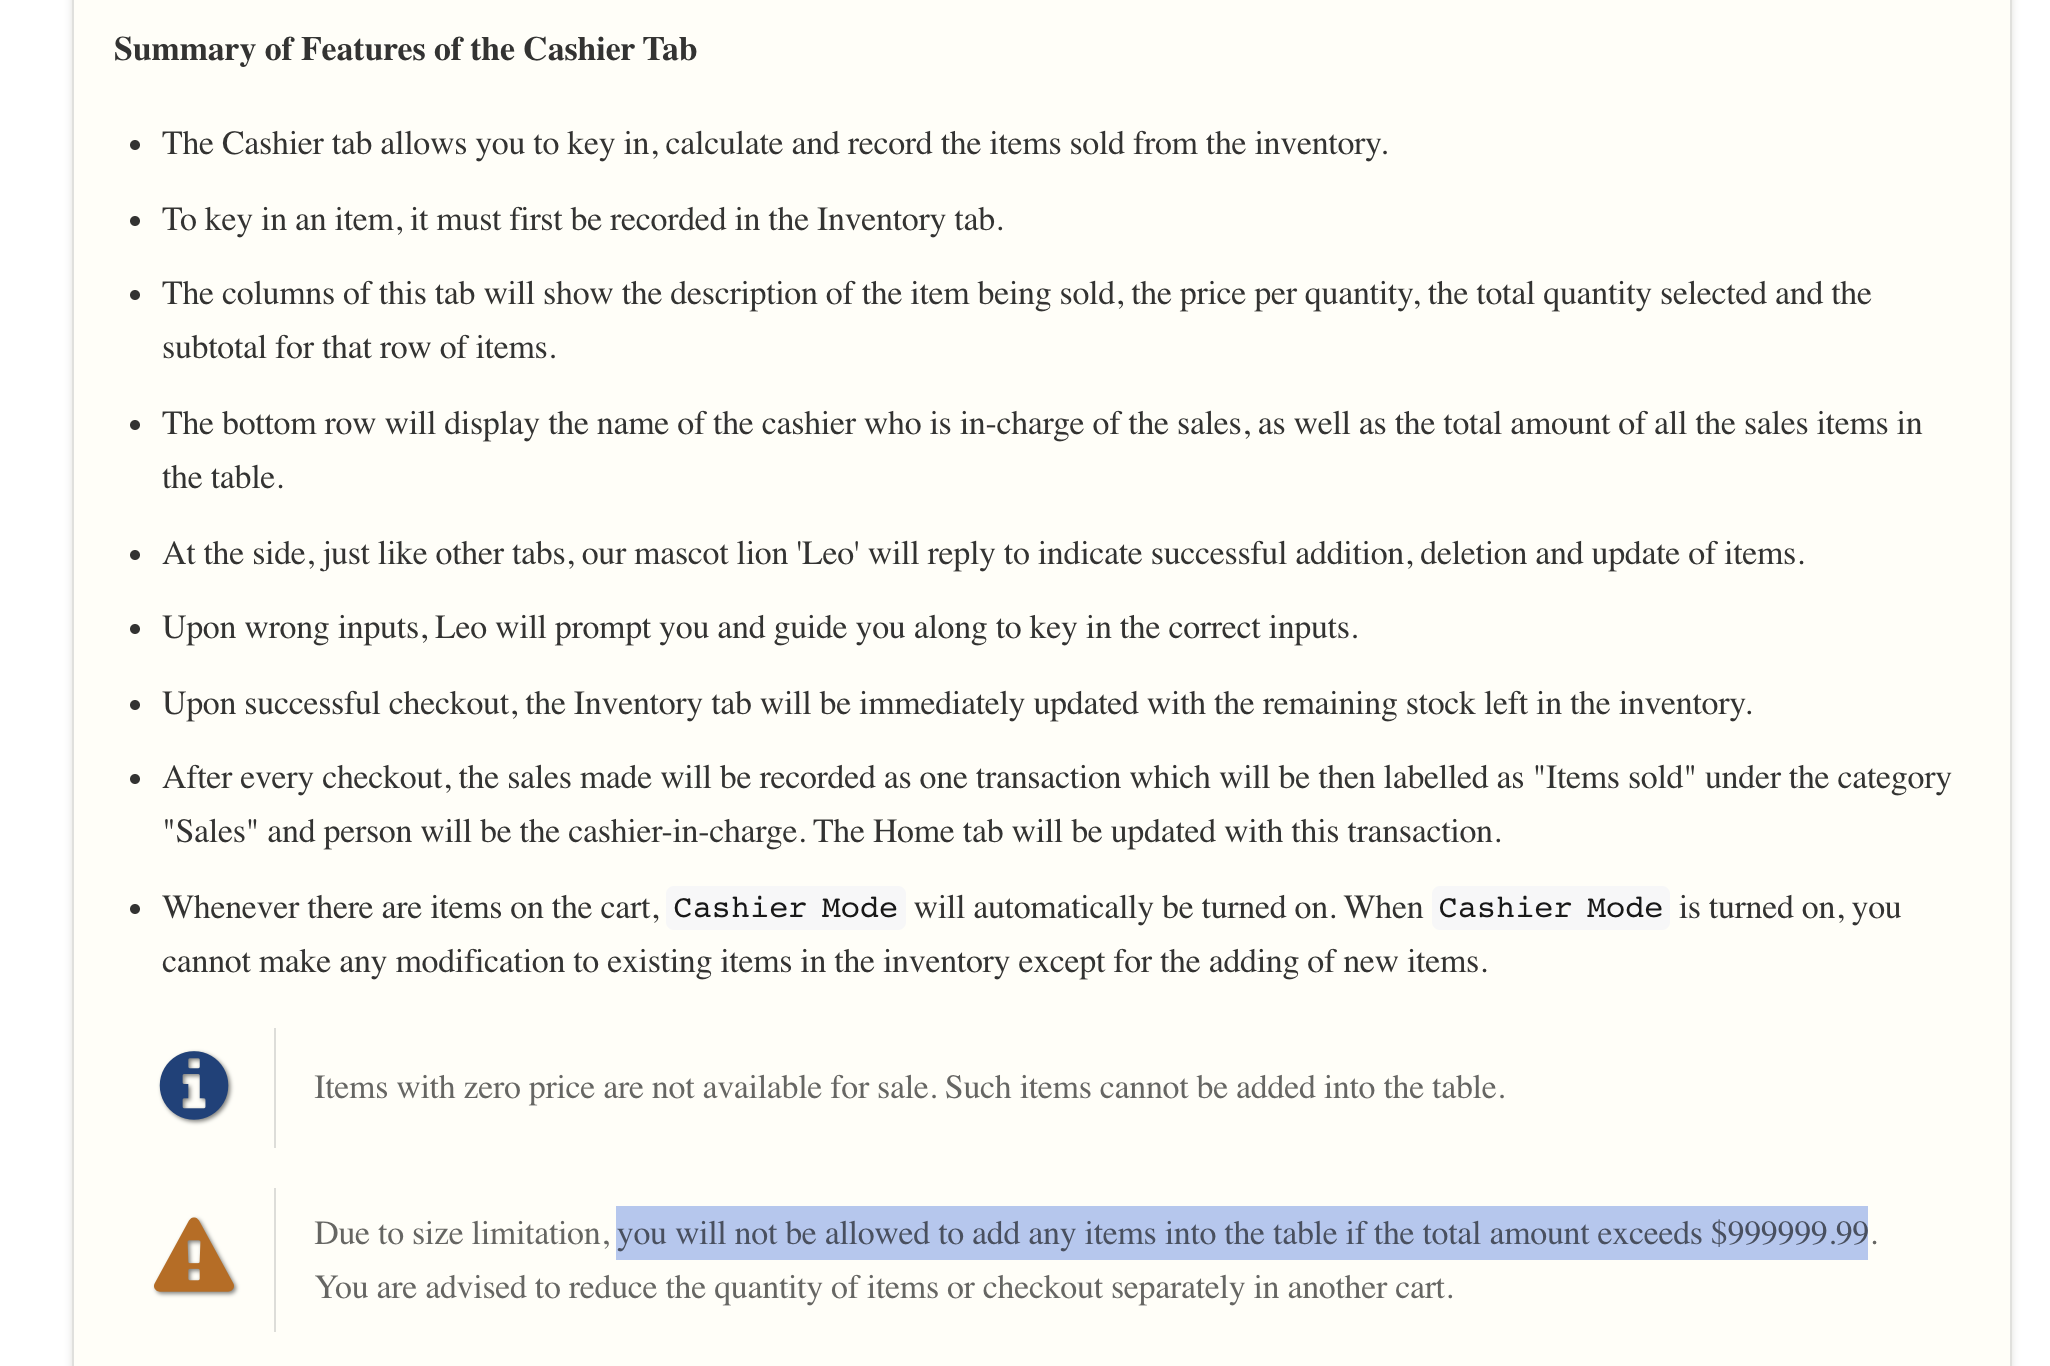 Summary of Features of the Cashier Tab
The Cashier tab allows you to key in, calculate and record the items sold from the inventory.
To key in an item, it must first be recorded in the Inventory tab.
The columns of this tab will show the description of the item being sold, the price per quantity, the total quantity selected and the
subtotal for that row of items.
The bottom row will display the name of the cashier who is in-charge of the sales, as well as the total amount of all the sales items in
the table.
At the side, just like other tabs, our mascot lion 'Leo' will reply to indicate successful addition, deletion and update of items.
Upon wrong inputs, Leo will prompt you and guide you along to key in the correct inputs.
Upon successful checkout, the Inventory tab will be immediately updated with the remaining stock left in the inventory.
After every checkout, the sales made will be recorded as one transaction which will be then labelled as "Items sold" under the category
"Sales" and person will be the cashier-in-charge. The Home tab will be updated with this transaction.
Whenever there are items on the cart, Cashier Mode will automatically be turned on. When Cashier Mode is turned on, you
cannot make any modification to existing items in the inventory except for the adding of new items.
Items with zero price are not available for sale. Such items cannot be added into the table.
Due to size limitation, you will not be allowed to add any items into the table if the total amount exceeds $999999.99.
You are advised to reduce the quantity of items or checkout separately in another cart.